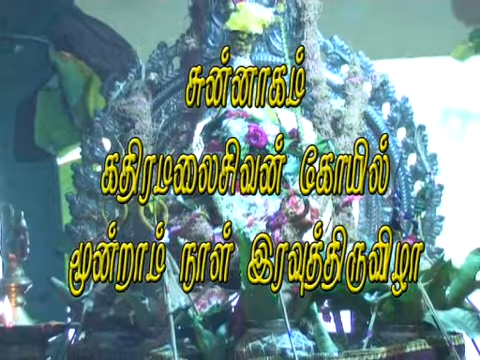 சுன்னாகம்
கதிரமலைசிவன் கோயில்
மூன்றாம் நாள் இரவுத்திருவிழா